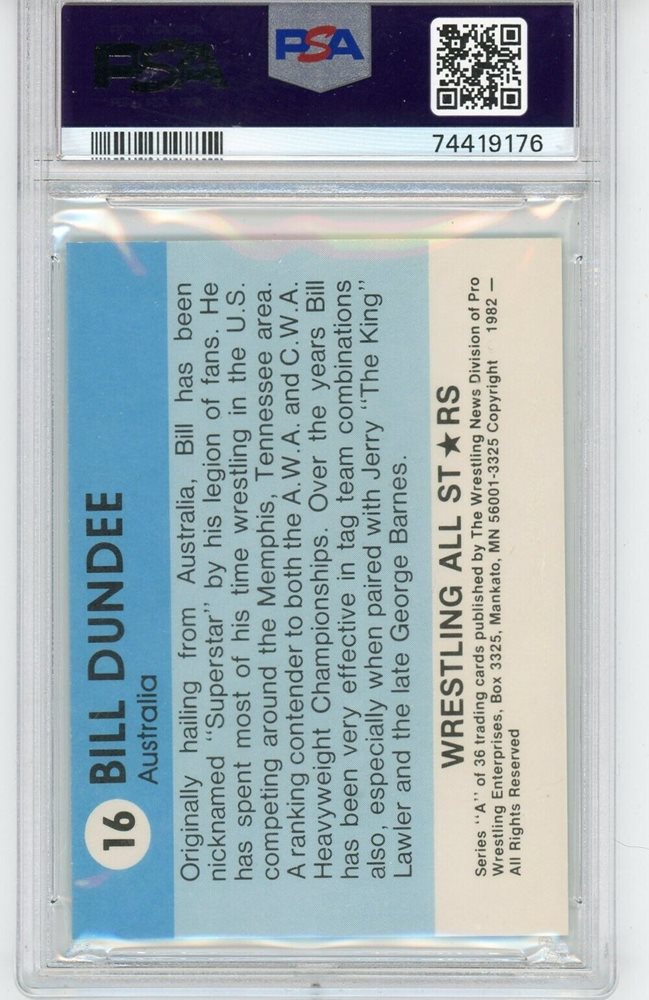 PSA
PSA
74419176
16 BILL DUNDEE
Australia
Originally hailing from Australia, Bill has been
nicknamed "Superstar" by his legion of fans. He
has spent most of his time wrestling in the U.S.
competing around the Memphis, Tennessee area.
A ranking contender to both the A.W.A. and C.W.A.
Heavyweight Championships. Over the years Bill
has been very effective in tag team combinations
also, especially when paired with Jerry "The King"
Lawler and the late George Barnes.
WRESTLING ALL ST★RS
Series "A" of 36 trading cards published by The Wrestling News Division of Pro
Wrestling Enterprises, Box 3325, Mankato, MN 56001-3325 Copyright 1982 —
All Rights Reserved